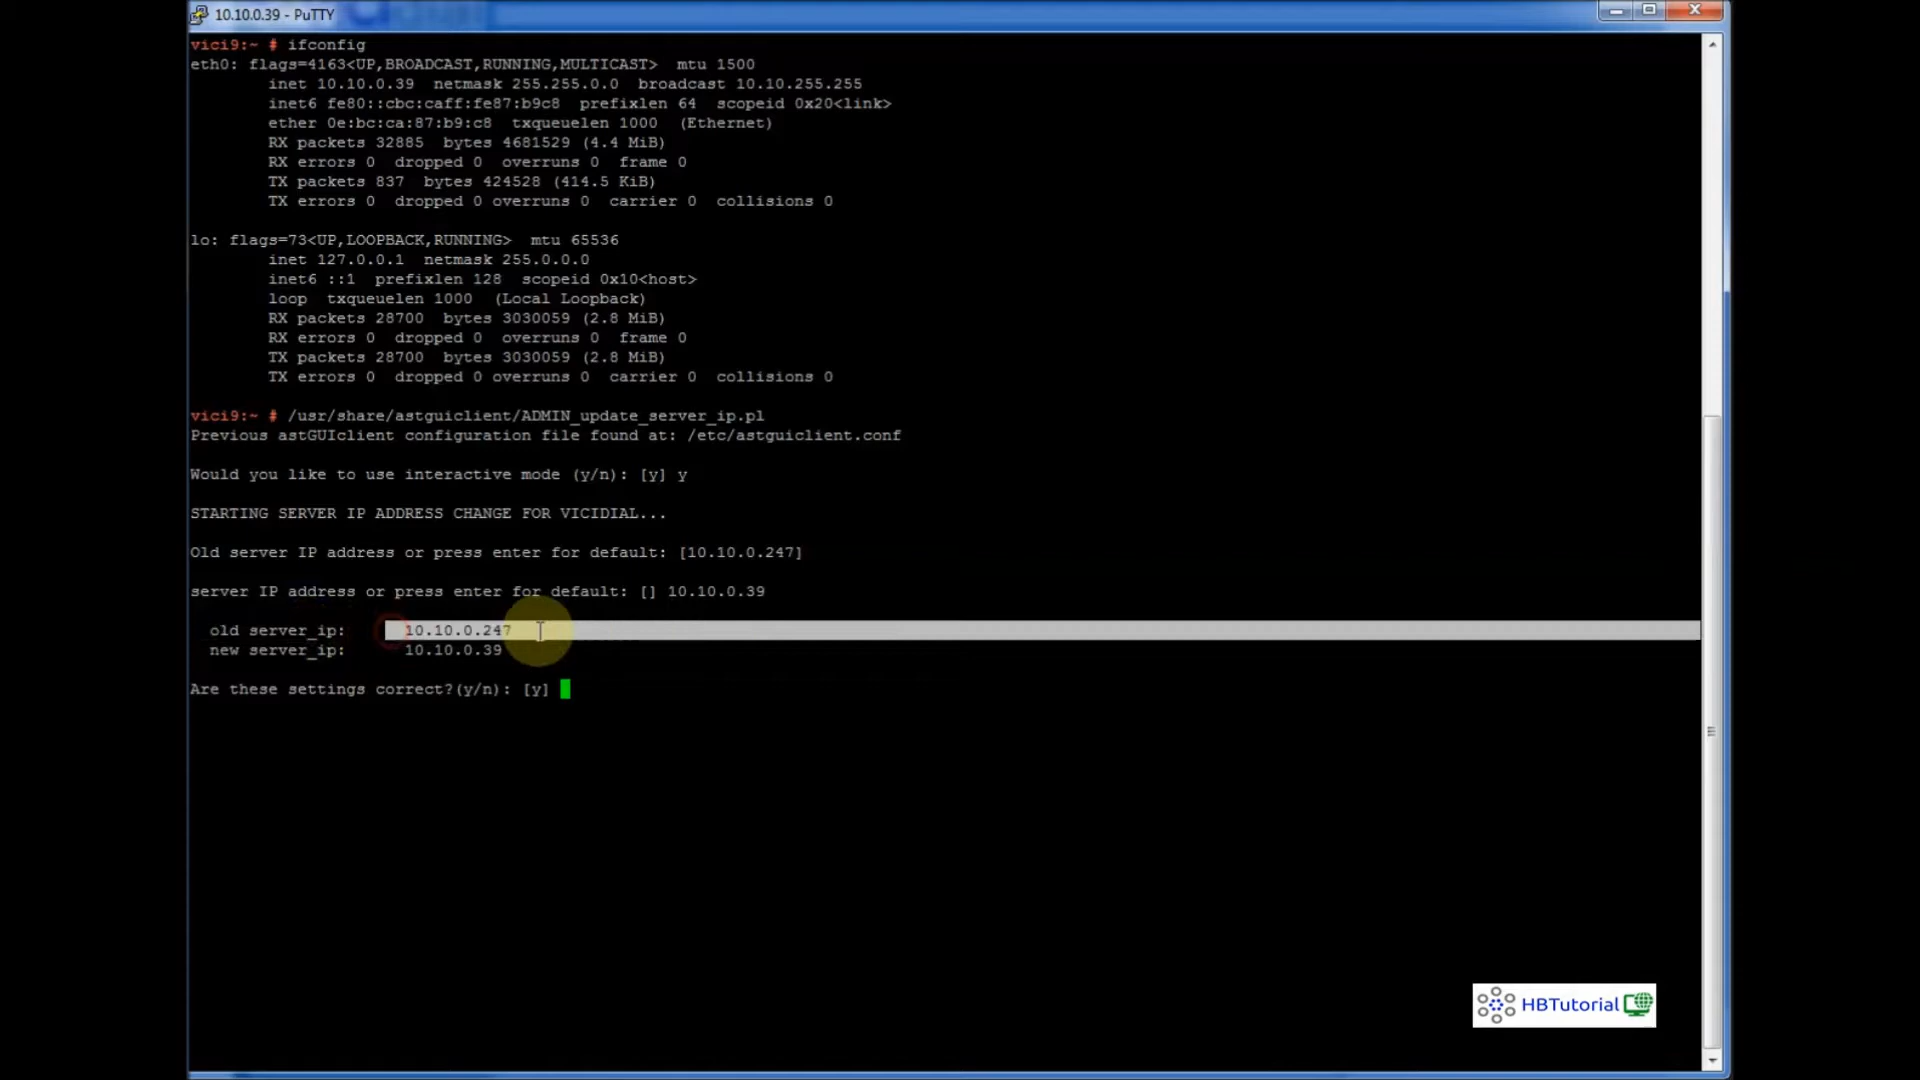 10.10.0.39 - PuTTY
vici9:~ # ifconfig
eth0: flags=4163<UP,BROADCAST,RUNNING,MULTICAST>  mtu 1500
        inet 10.10.0.39  netmask 255.255.0.0  broadcast 10.10.255.255
        inet6 fe80::cbc:caff:fe87:b9c8  prefixlen 64  scopeid 0x20<link>
        ether 0e:bc:ca:87:b9:c8  txqueuelen 1000  (Ethernet)
        RX packets 32885  bytes 4681529 (4.4 MiB)
        RX errors 0  dropped 0  overruns 0  frame 0
        TX packets 837  bytes 424528 (414.5 KiB)
        TX errors 0  dropped 0 overruns 0  carrier 0  collisions 0
lo: flags=73<UP,LOOPBACK,RUNNING>  mtu 65536
        inet 127.0.0.1  netmask 255.0.0.0
        inet6 ::1  prefixlen 128  scopeid 0x10<host>
        loop  txqueuelen 1000  (Local Loopback)
        RX packets 28700  bytes 3030059 (2.8 MiB)
        RX errors 0  dropped 0  overruns 0  frame 0
        TX packets 28700  bytes 3030059 (2.8 MiB)
        TX errors 0  dropped 0 overruns 0  carrier 0  collisions 0
vici9:~ # /usr/share/astguiclient/ADMIN_update_server_ip.pl
Previous astGUIclient configuration file found at: /etc/astguiclient.conf
Would you like to use interactive mode (y/n): [y] y
STARTING SERVER IP ADDRESS CHANGE FOR VICIDIAL...
Old server IP address or press enter for default: [10.10.0.247]
server IP address or press enter for default: [] 10.10.0.39
  old server_ip:      10.10.0.247
  new server_ip:      10.10.0.39
Are these settings correct?(y/n): [y]
HBTutorial